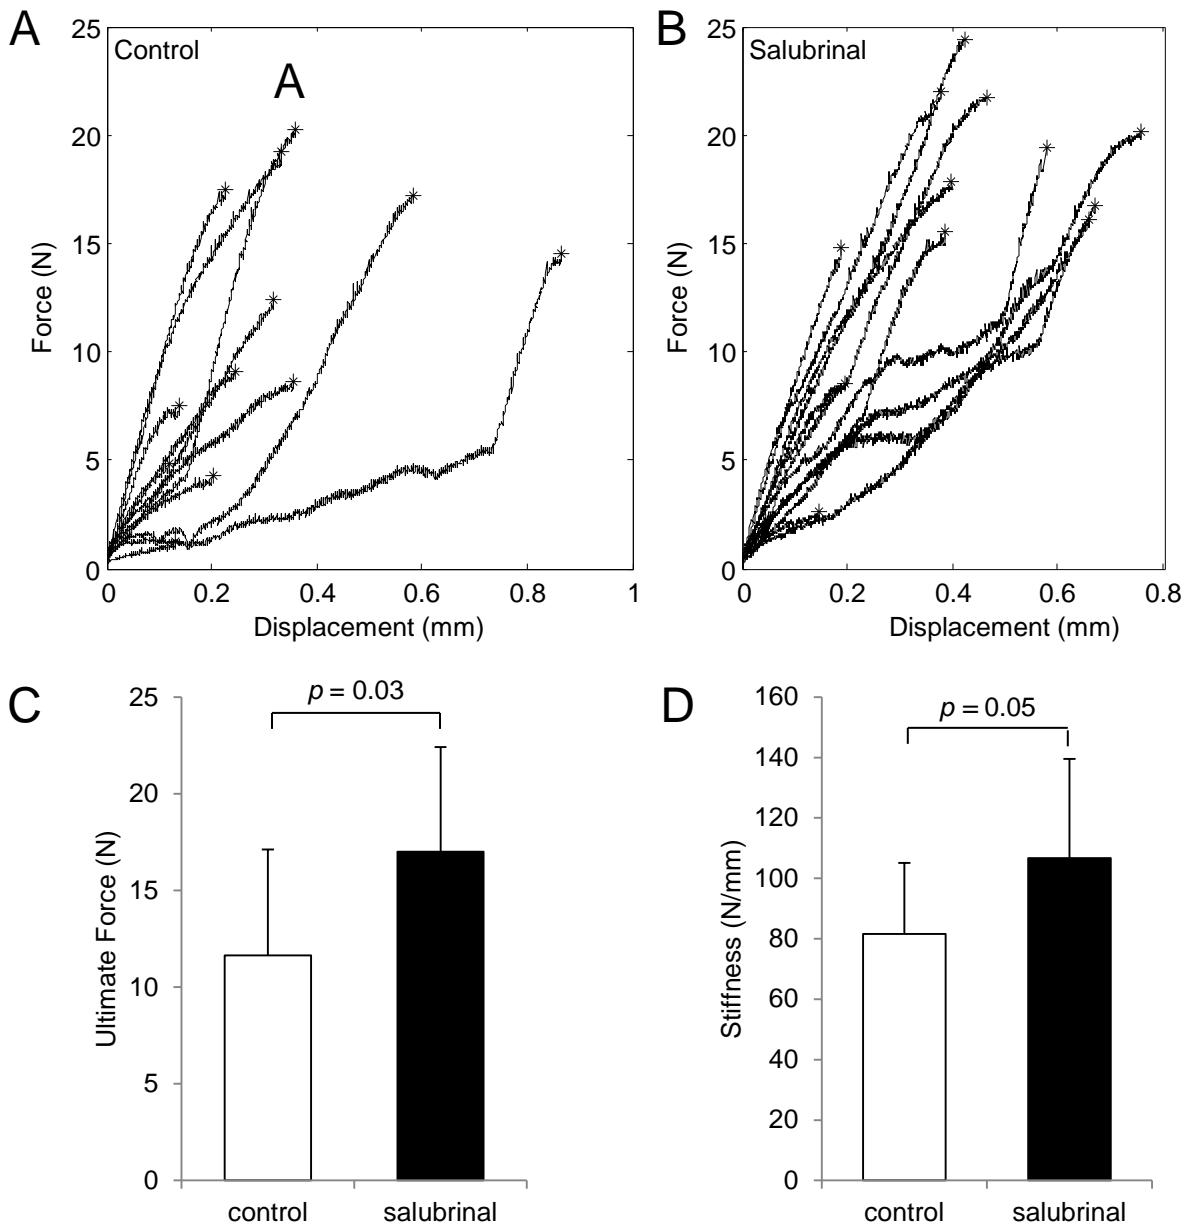 A
Control
A
Force (N)
25
20
15
10
5
0
0
0.2
0.4
0.6
0.8
1
Displacement (mm)
B
Salubrinal
Force (N)
25
20
15
10
5
0
0
0.2
0.4
0.6
0.8
Displacement (mm)
C
p = 0.03
Ultimate Force (N)
25
20
15
10
5
0
control
salubrinal
D
p = 0.05
Stiffness (N/mm)
160
140
120
100
80
60
40
20
0
control
salubrinal